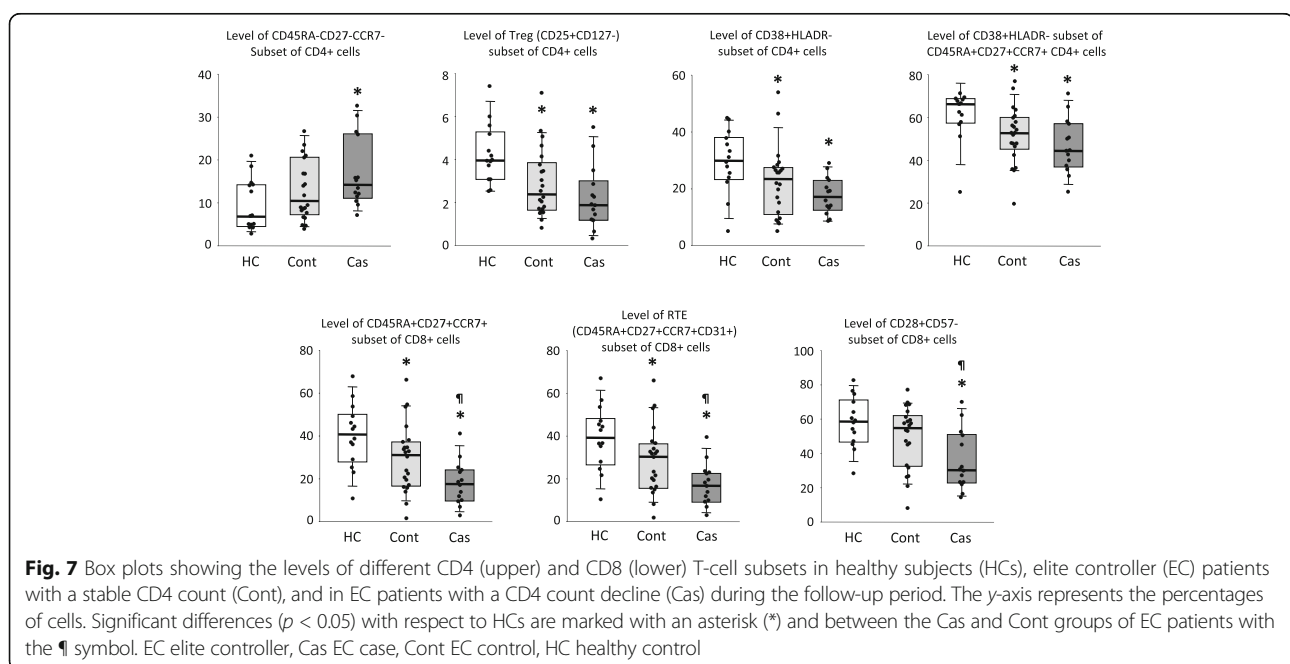 Level of CD45RA-CD27-CCR7-
Subset of CD4+ cells
40
30
20
10
0
HC Cont Cas
*
Level of Treg (CD25+CD127-)
subset of CD4+ cells
8
6
4
2
0
HC Cont Cas
* *
Level of CD38+HLADR-
subset of CD4+ cells
60
40
20
0
HC Cont Cas
* *
Level of CD38+HLADR- subset of
CD45RA+CD27+CCR7+ CD4+ cells
80
60
40
20
0
HC Cont Cas
* *
Level of CD45RA+CD27+CCR7+
subset of CD8+ cells
80
60
40
20
0
HC Cont Cas
*
¶
*
Level of RTE
(CD45RA+CD27+CCR7+CD31+)
subset of CD8+ cells
80
60
40
20
0
HC Cont Cas
*
¶
*
Level of CD28+CD57-
subset of CD8+ cells
100
80
60
40
20
0
HC Cont Cas
¶
*
Fig. 7 Box plots showing the levels of different CD4 (upper) and CD8 (lower) T-cell subsets in healthy subjects (HCs), elite controller (EC) patients
with a stable CD4 count (Cont), and in EC patients with a CD4 count decline (Cas) during the follow-up period. The y-axis represents the percentages
of cells. Significant differences (p < 0.05) with respect to HCs are marked with an asterisk (*) and between the Cas and Cont groups of EC patients with
the ¶ symbol. EC elite controller, Cas EC case, Cont EC control, HC healthy control